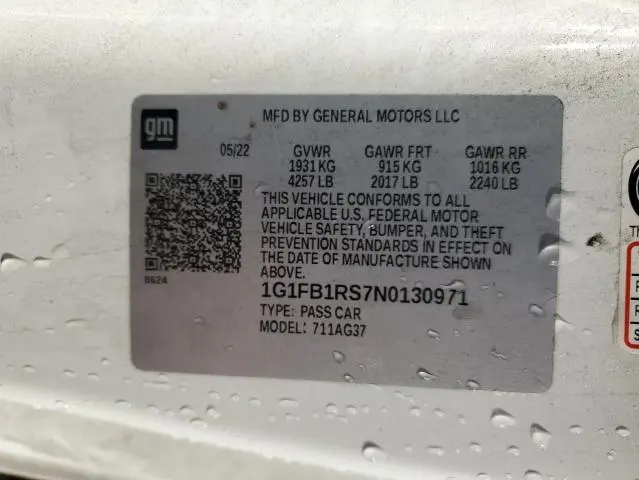 gm
MFD BY GENERAL MOTORS LLC
05/22 GVWR GAWR FRT GAWR RR
1931 KG 915 KG 1016 KG
4257 LB 2017 LB 2240 LB
THIS VEHICLE CONFORMS TO ALL
APPLICABLE U.S. FEDERAL MOTOR
VEHICLE SAFETY, BUMPER, AND THEFT
PREVENTION STANDARDS IN EFFECT ON
THE DATE OF MANUFACTURE SHOWN
ABOVE.
8624
1G1FB1RS7N0130971
TYPE: PASS CAR
MODEL: 711AG37